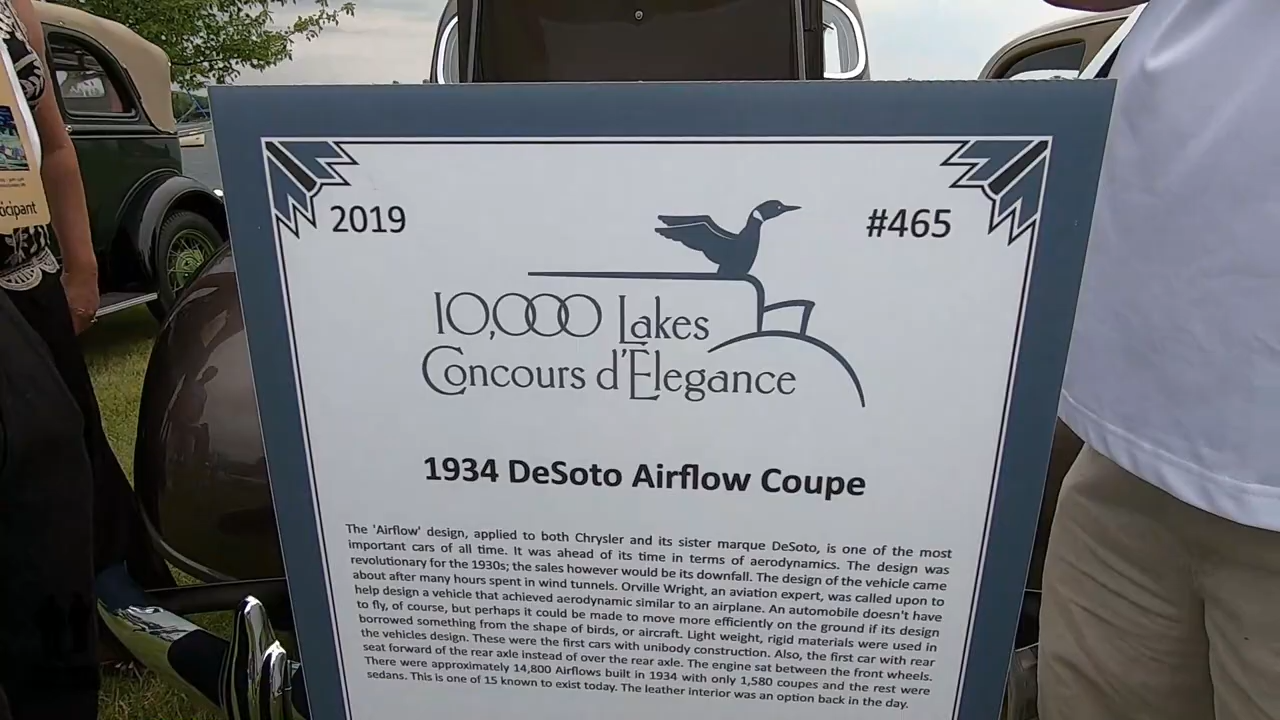 icipant
2019
#465
10,000 Lakes
Concours d'Elegance
1934 DeSoto Airflow Coupe
The 'Airflow' design, applied to both Chrysler and its sister marque DeSoto, is one of the most
important cars of all time. It was ahead of its time in terms of aerodynamics. The design was
revolutionary for the 1930s; the sales however would be its downfall. The design of the vehicle came
about after many hours spent in wind tunnels. Orville Wright, an aviation expert, was called upon to
help design a vehicle that achieved aerodynamic similar to an airplane. An automobile doesn't have
to fly, of course, but perhaps it could be made to move more efficiently on the ground if its design
borrowed something from the shape of birds, or aircraft. Light weight, rigid materials were used in
the vehicles design. These were the first cars with unibody construction. Also, the first car with rear
seat forward of the rear axle instead of over the rear axle. The engine sat between the front wheels.
There were approximately 14,800 Airflows built in 1934 with only 1,580 coupes and the rest were
sedans. This is one of 15 known to exist today. The leather interior was an option back in the day.